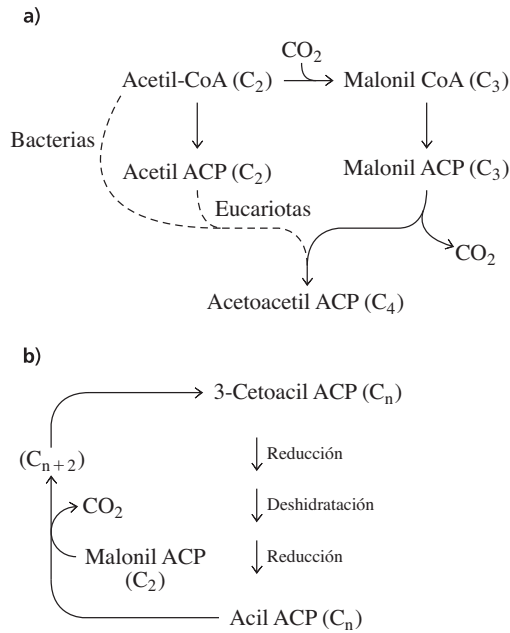 a)
CO₂
Acetil-CoA (C₂)
Malonil CoA (C₃)
Bacterias
Acetil ACP (C₂)
Malonil ACP (C₃)
Eucariotas
CO₂
Acetoacetil ACP (C₄)
b)
3-Cetoacil ACP (Cₙ)
(Cₙ₊₂)
Reducción
CO₂
Deshidratación
Malonil ACP
(C₂)
Reducción
Acil ACP (Cₙ)